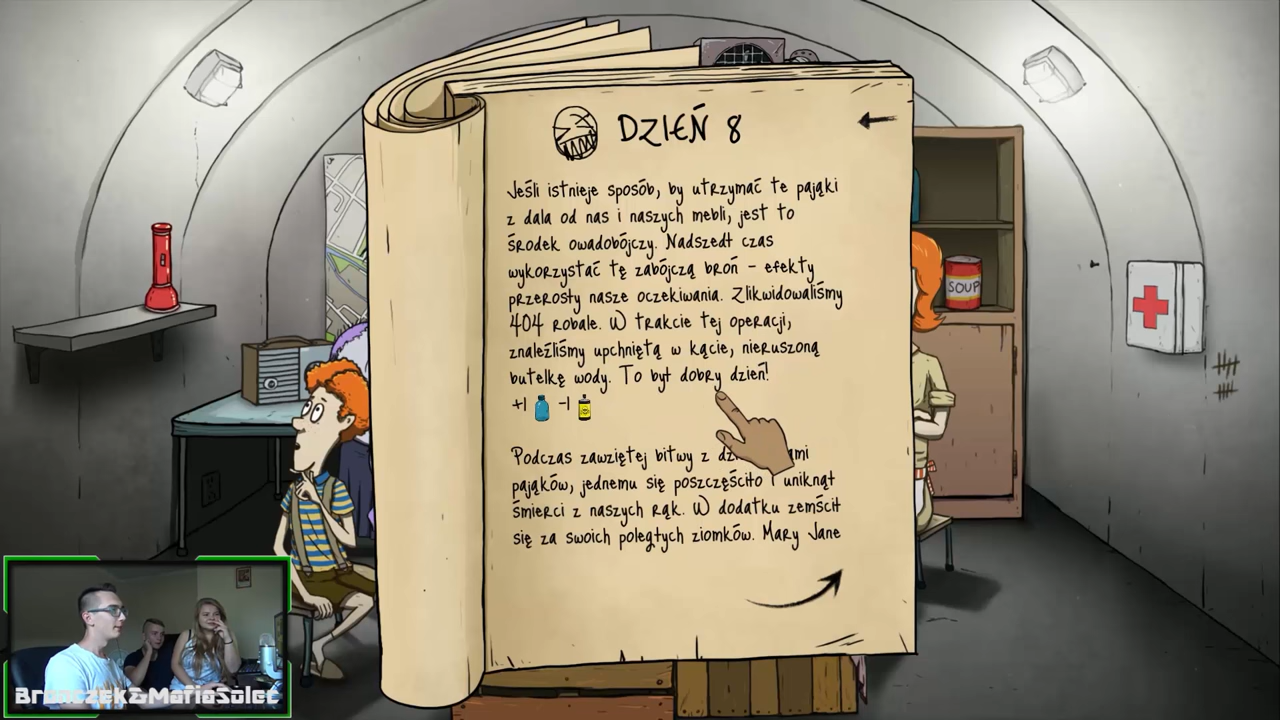 DZIEŃ 8
Jeśli istnieje sposób, by utrzymać te pająki
z dala od nas i naszych mebli, jest to
środek owadobójczy. Nadszedł czas
wykorzystać tę zabójczą broń - efekty
przerosły nasze oczekiwania. Zlikwidowaliśmy
404 robale. W trakcie tej operacji,
znaleźliśmy upchniętą w kącie, nieruszoną
butelkę wody. To był dobry dzień!
+1 -1
SOUP
Podczas zawziętej bitwy z
pająków, jednemu się poszczęściło i uniknął
śmierci z naszych rąk. W dodatku zemścił
się za swoich poległych ziomków. Mary Jane
Bronczek&MafiaSolec